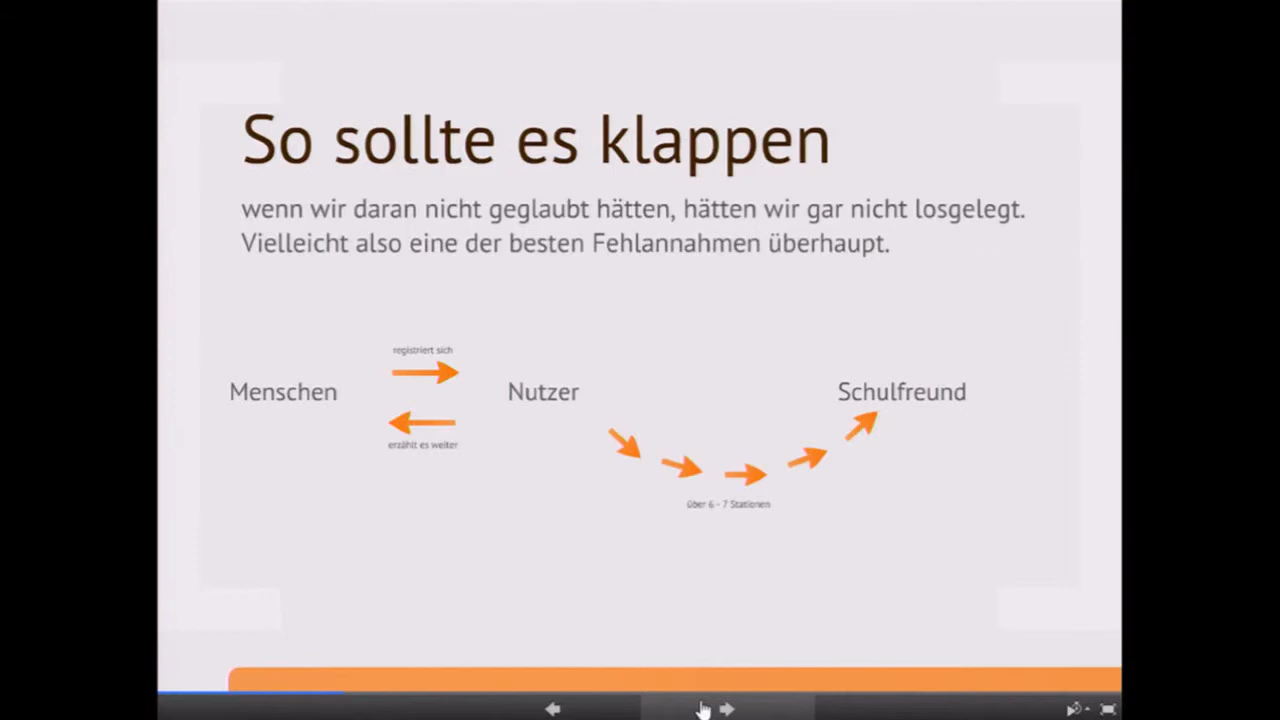 So sollte es klappen
wenn wir daran nicht geglaubt hätten, hätten wir gar nicht losgelegt.
Vielleicht also eine der besten Fehlannahmen überhaupt.
registriert sich
Menschen
Nutzer
Schulfreund
erzählt es weiter
über 6 - 7 Stationen